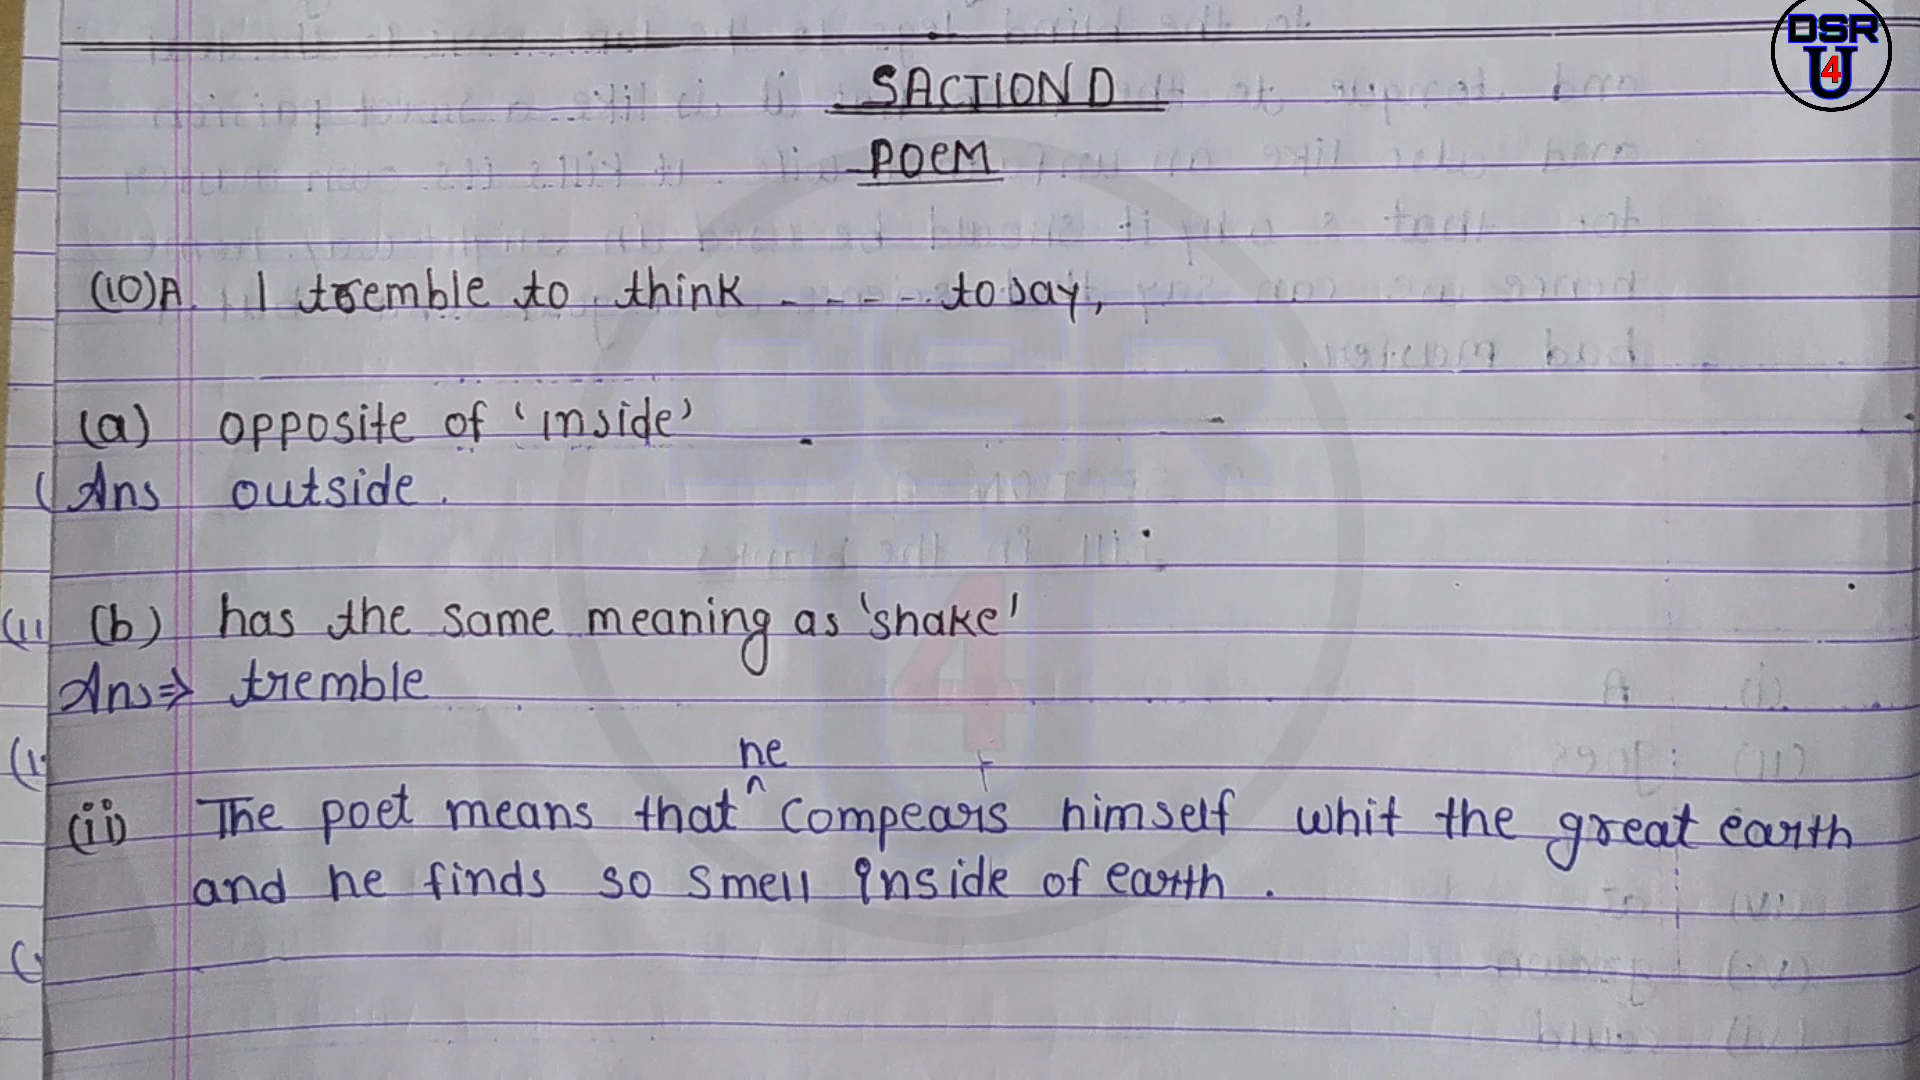 DSR
U
4
SACTION D
POEM
(10)A. I tremble to think - - - - - to say,
(a) opposite of 'inside'
Ans outside.
(b) has the same meaning as 'shake'
Ans⇒ tremble
he
(ii) The poet means that ^ compears himself whit the great earth
and he finds so smell inside of earth .